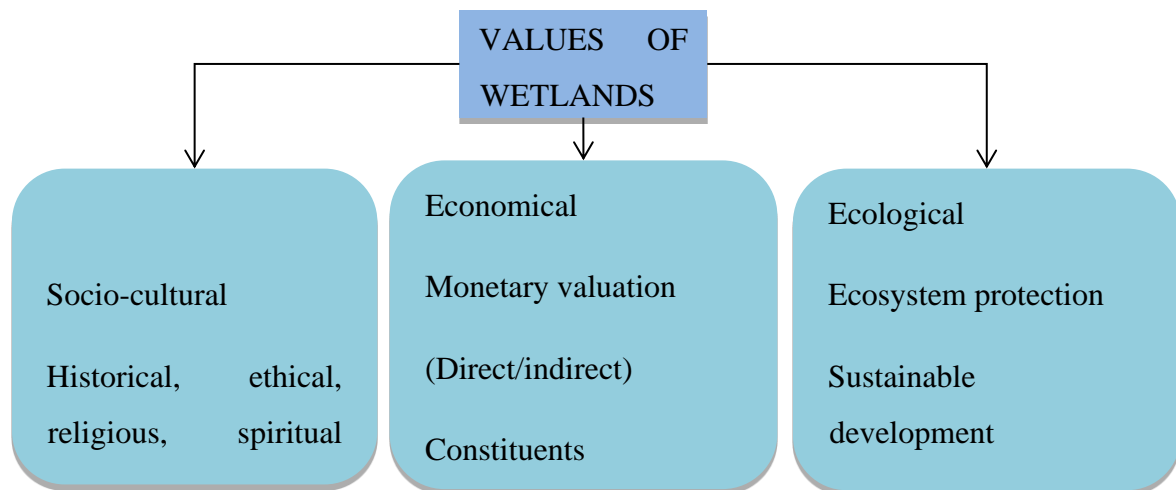 VALUES OF
WETLANDS
Socio-cultural
Historical, ethical,
religious, spiritual
Economical
Monetary valuation
(Direct/indirect)
Constituents
Ecological
Ecosystem protection
Sustainable
development